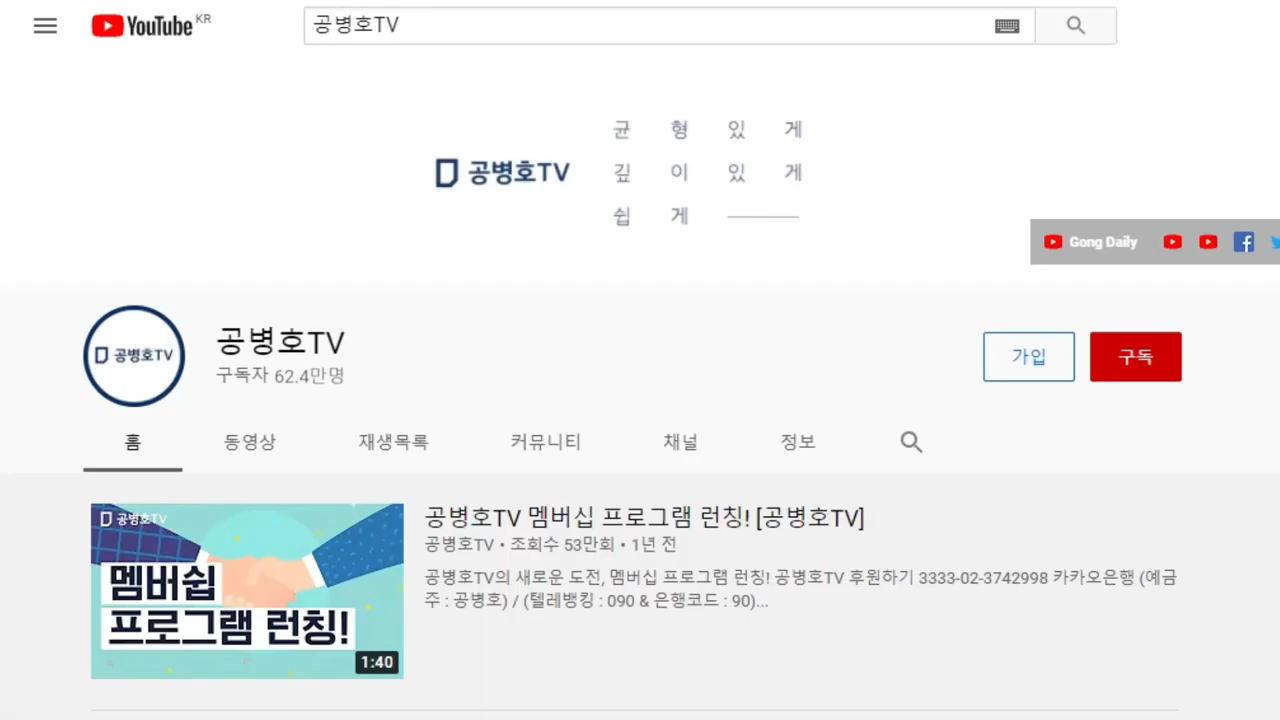 YouTube KR
공병호TV
균 형 있 게
공병호TV
깊 이 있 게
쉽 게
Gong Daily
공병호TV
공병호TV
구독자 62.4만명
가입
구독
홈
동영상
재생목록
커뮤니티
채널
정보
공병호TV
멤버쉽
프로그램 런칭!
1:40
공병호TV 멤버십 프로그램 런칭! [공병호TV]
공병호TV • 조회수 53만회 • 1년 전
공병호TV의 새로운 도전, 멤버십 프로그램 런칭! 공병호TV 후원하기 3333-02-3742998 카카오은행 (예금
주 : 공병호) / (텔레뱅킹 : 090 & 은행코드 : 90)...